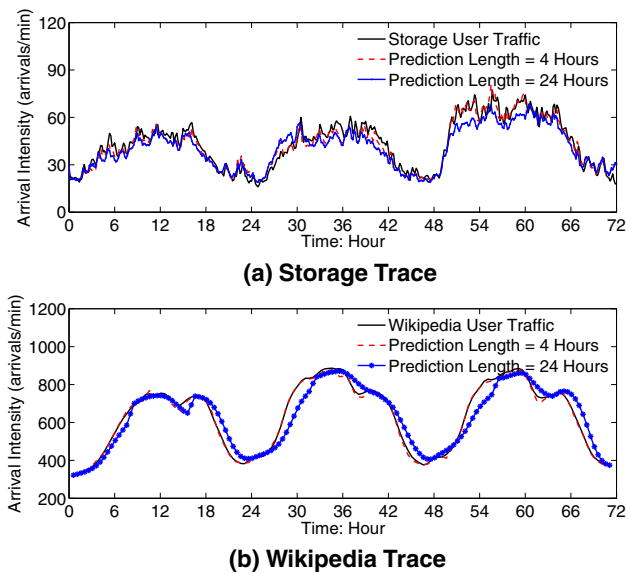 120
90
60
30
0
Arrival Intensity (arrivals/min)
Storage User Traffic
Prediction Length = 4 Hours
Prediction Length = 24 Hours
0 6 12 18 24 30 36 42 48 54 60 66 72
Time: Hour
(a) Storage Trace
1200
1000
800
600
400
200
Arrival Intensity (arrivals/min)
Wikipedia User Traffic
Prediction Length = 4 Hours
Prediction Length = 24 Hours
0 6 12 18 24 30 36 42 48 54 60 66 72
Time: Hour
(b) Wikipedia Trace